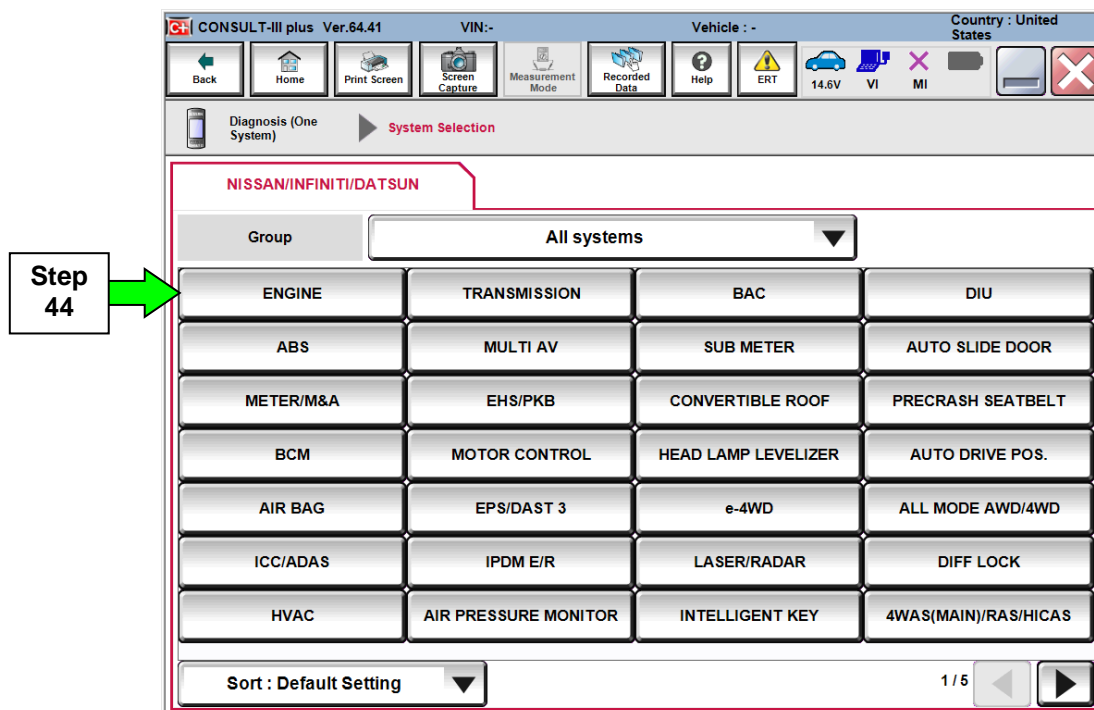 C+ CONSULT-III plus Ver.64.41 VIN:- Vehicle : - Country : United
States
Back Home Print Screen Screen
Capture Measurement
Mode Recorded
Data Help ERT 14.6V VI MI
Diagnosis (One
System) System Selection
NISSAN/INFINITI/DATSUN
Group All systems
Step
44
ENGINE TRANSMISSION BAC DIU
ABS MULTI AV SUB METER AUTO SLIDE DOOR
METER/M&A EHS/PKB CONVERTIBLE ROOF PRECRASH SEATBELT
BCM MOTOR CONTROL HEAD LAMP LEVELIZER AUTO DRIVE POS.
AIR BAG EPS/DAST 3 e-4WD ALL MODE AWD/4WD
ICC/ADAS IPDM E/R LASER/RADAR DIFF LOCK
HVAC AIR PRESSURE MONITOR INTELLIGENT KEY 4WAS(MAIN)/RAS/HICAS
Sort : Default Setting 1 / 5